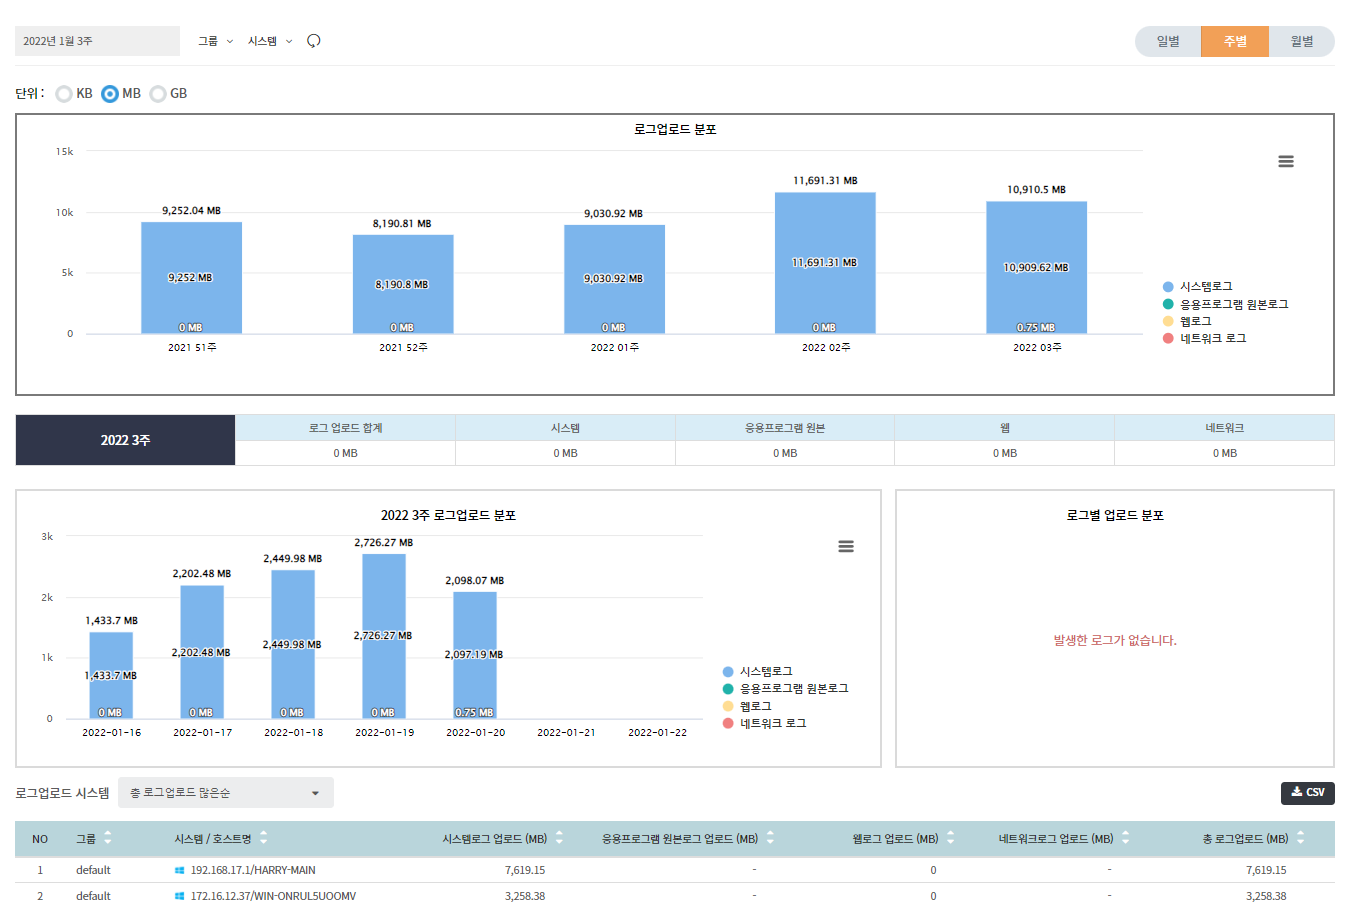 2022년 1월 3주 그룹 시스템 일별 주별 월별
단위 : KB MB GB
로그업로드 분포
15k
10k
5k
0
9,252.04 MB
8,190.81 MB
9,030.92 MB
11,691.31 MB
10,910.5 MB
9,252 MB
8,190.8 MB
9,030.92 MB
11,691.31 MB
10,909.62 MB
0 MB 0 MB 0 MB 0 MB 0.75 MB
2021 51주 2021 52주 2022 01주 2022 02주 2022 03주
시스템로그
응용프로그램 원본로그
웹로그
네트워크 로그
2022 3주
로그 업로드 합계 시스템 응용프로그램 원본 웹 네트워크
0 MB 0 MB 0 MB 0 MB 0 MB
2022 3주 로그업로드 분포
3k
2k
1k
0
1,433.7 MB
2,202.48 MB
2,449.98 MB
2,726.27 MB
2,098.07 MB
1,433.7 MB
2,202.48 MB
2,449.98 MB
2,726.27 MB
2,097.19 MB
0 MB 0 MB 0 MB 0 MB 0.75 MB
2022-01-16 2022-01-17 2022-01-18 2022-01-19 2022-01-20 2022-01-21 2022-01-22
시스템로그
응용프로그램 원본로그
웹로그
네트워크 로그
로그별 업로드 분포
발생한 로그가 없습니다.
로그업로드 시스템 총 로그업로드 많은순 CSV
NO 그룹 시스템 / 호스트명 시스템로그 업로드 (MB) 응용프로그램 원본로그 업로드 (MB) 웹로그 업로드 (MB) 네트워크로그 업로드 (MB) 총 로그업로드 (MB)
1 default 192.168.17.1/HARRY-MAIN 7,619.15 - 0 - 7,619.15
2 default 172.16.12.37/WIN-ONRUL5UOOMV 3,258.38 - 0 - 3,258.38